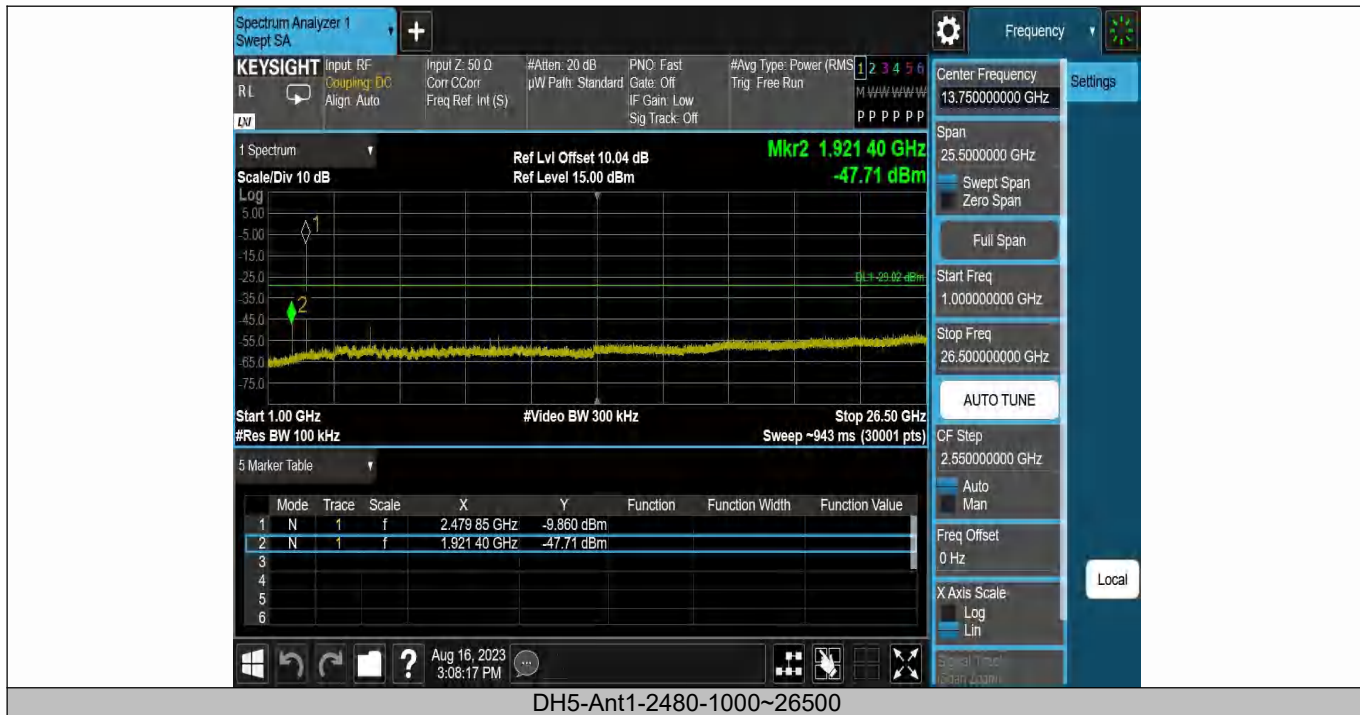 Spectrum Analyzer 1
Swept SA
+
Frequency
KEYSIGHT
RL
LXI
Input: RF
Coupling: DC
Align: Auto
Input Z: 50 Ω
Corr CCorr
Freq Ref: Int (S)
#Atten: 20 dB
µW Path: Standard
PNO: Fast
Gate: Off
IF Gain: Low
Sig Track: Off
#Avg Type: Power (RMS
Trig: Free Run
1 2 3 4 5 6
M W W W W W
P P P P P P
1 Spectrum
Scale/Div 10 dB
Ref Lvl Offset 10.04 dB
Ref Level 15.00 dBm
Mkr2 1.921 40 GHz
-47.71 dBm
Log
5.00
-5.00
-15.0
-25.0
-35.0
-45.0
-55.0
-65.0
-75.0
1
2
DL1 -29.02 dBm
Start 1.00 GHz
#Video BW 300 kHz
Stop 26.50 GHz
#Res BW 100 kHz
Sweep ~943 ms (30001 pts)
5 Marker Table
Mode Trace Scale X Y Function Function Width Function Value
1 N 1 f 2.479 85 GHz -9.860 dBm
2 N 1 f 1.921 40 GHz -47.71 dBm
3
4
5
6
Center Frequency
13.750000000 GHz
Settings
Span
25.5000000 GHz
Swept Span
Zero Span
Full Span
Start Freq
1.000000000 GHz
Stop Freq
26.500000000 GHz
AUTO TUNE
CF Step
2.550000000 GHz
Auto
Man
Freq Offset
0 Hz
X Axis Scale
Log
Lin
Local
Signal Track
(Span Zoom)
?
Aug 16, 2023
3:08:17 PM
DH5-Ant1-2480-1000~26500